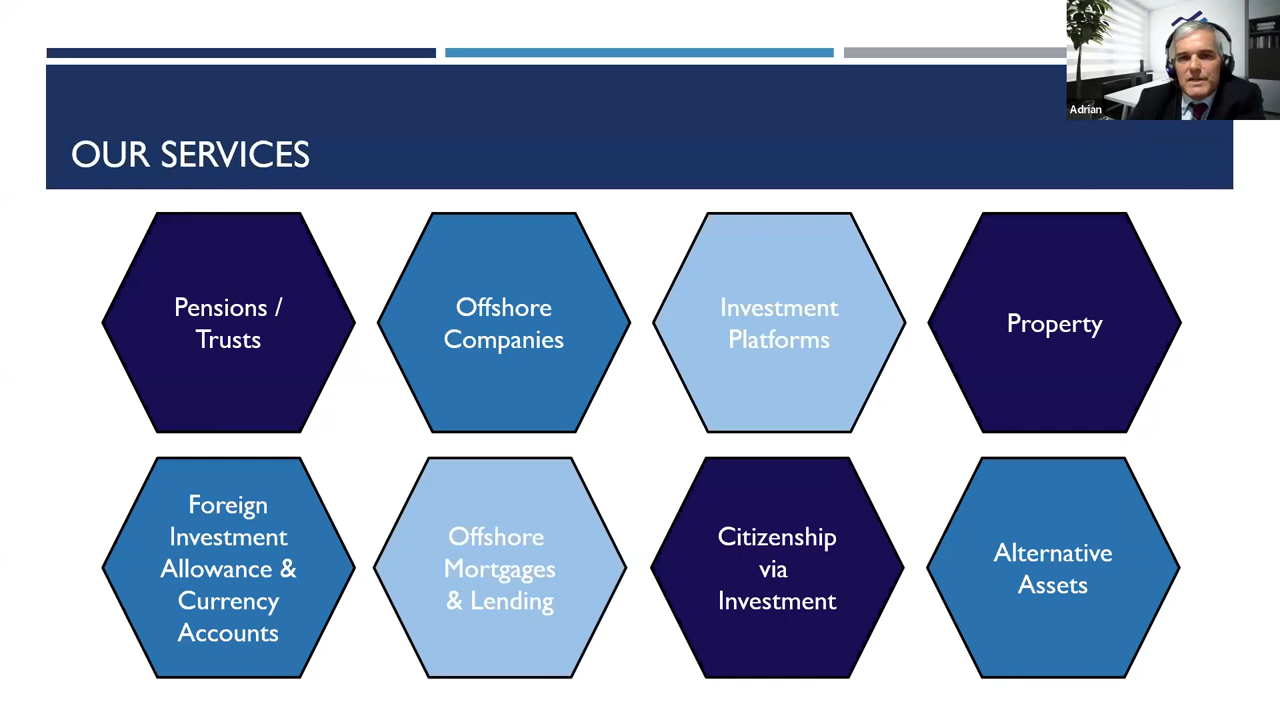 Adrian
OUR SERVICES
Pensions /
Trusts
Offshore
Companies
Investment
Platforms
Property
Foreign
Investment
Allowance &
Currency
Accounts
Offshore
Mortgages
& Lending
Citizenship
via
Investment
Alternative
Assets